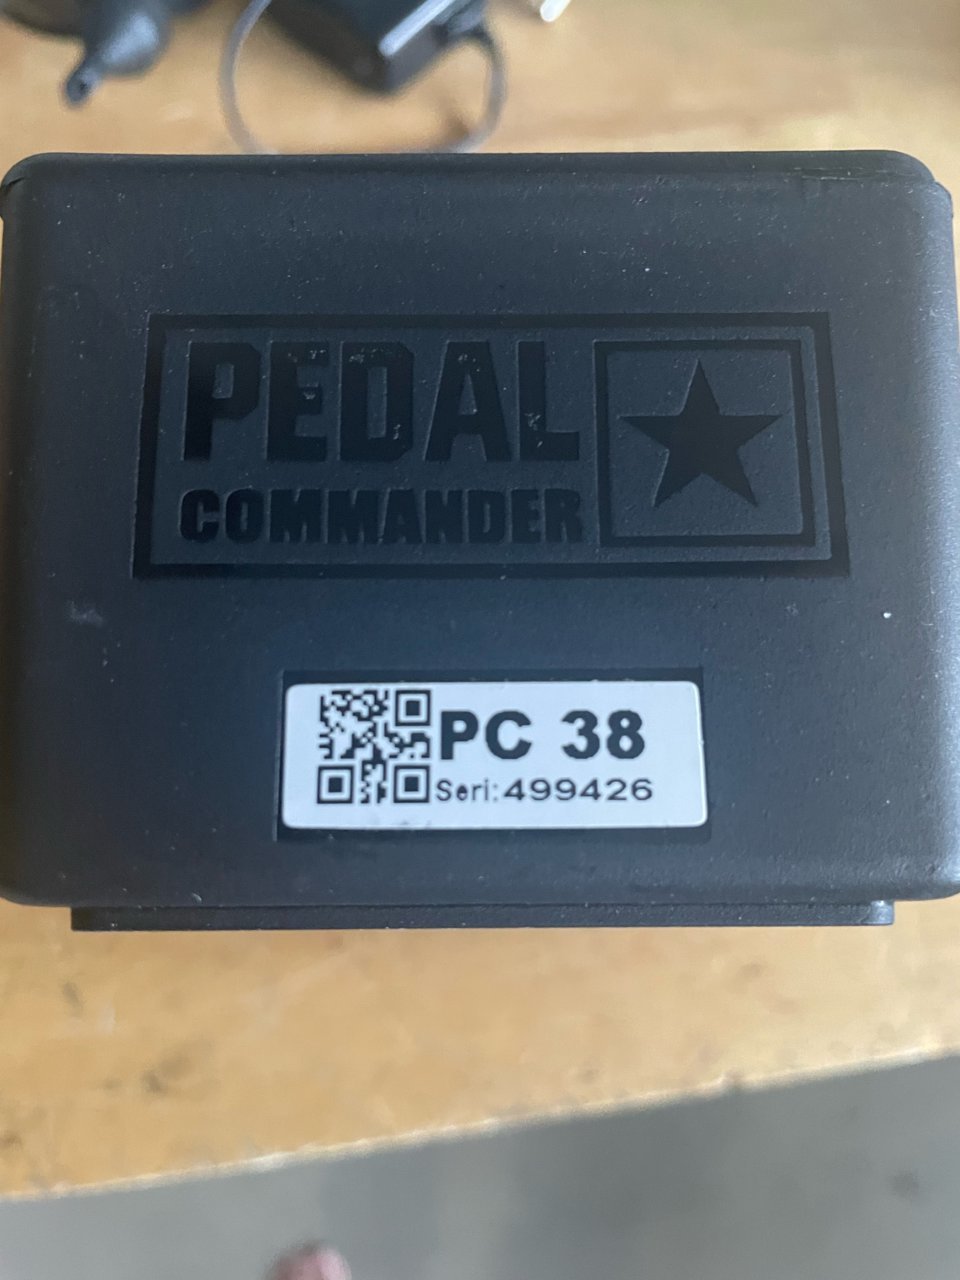 PEDAL
COMMANDER
PC 38
Seri:499426